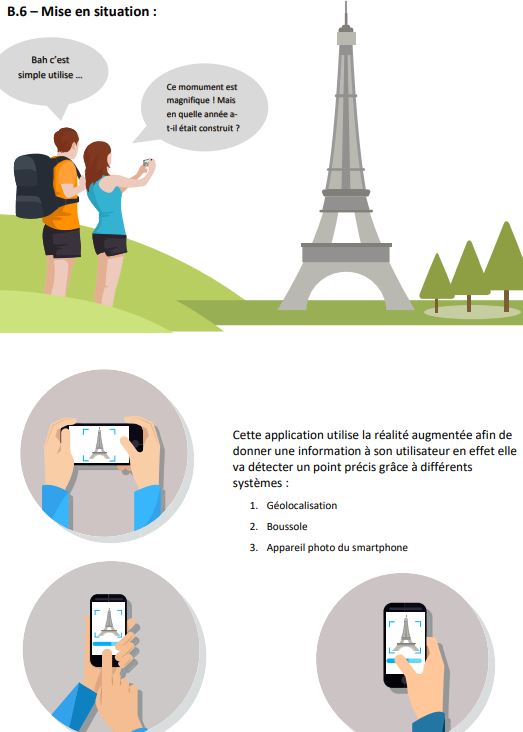 B.6 – Mise en situation :
Bah c'est
simple utilise ...
Ce momument est
magnifique ! Mais
en quelle année a-
t-il était construit ?
Cette application utilise la réalité augmentée afin de
donner une information à son utilisateur en effet elle
va détecter un point précis grâce à différents
systèmes :
1. Géolocalisation
2. Boussole
3. Appareil photo du smartphone